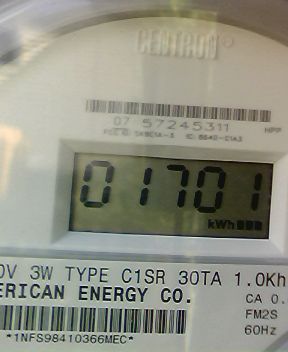 CENTRON®
07 57245311
HPP
01701
kWh
0V 3W TYPE C1SR 30TA 1.0Kh
ERICAN ENERGY CO.
CA 0.
FM2S
60Hz
*1NFS98410366MEC*